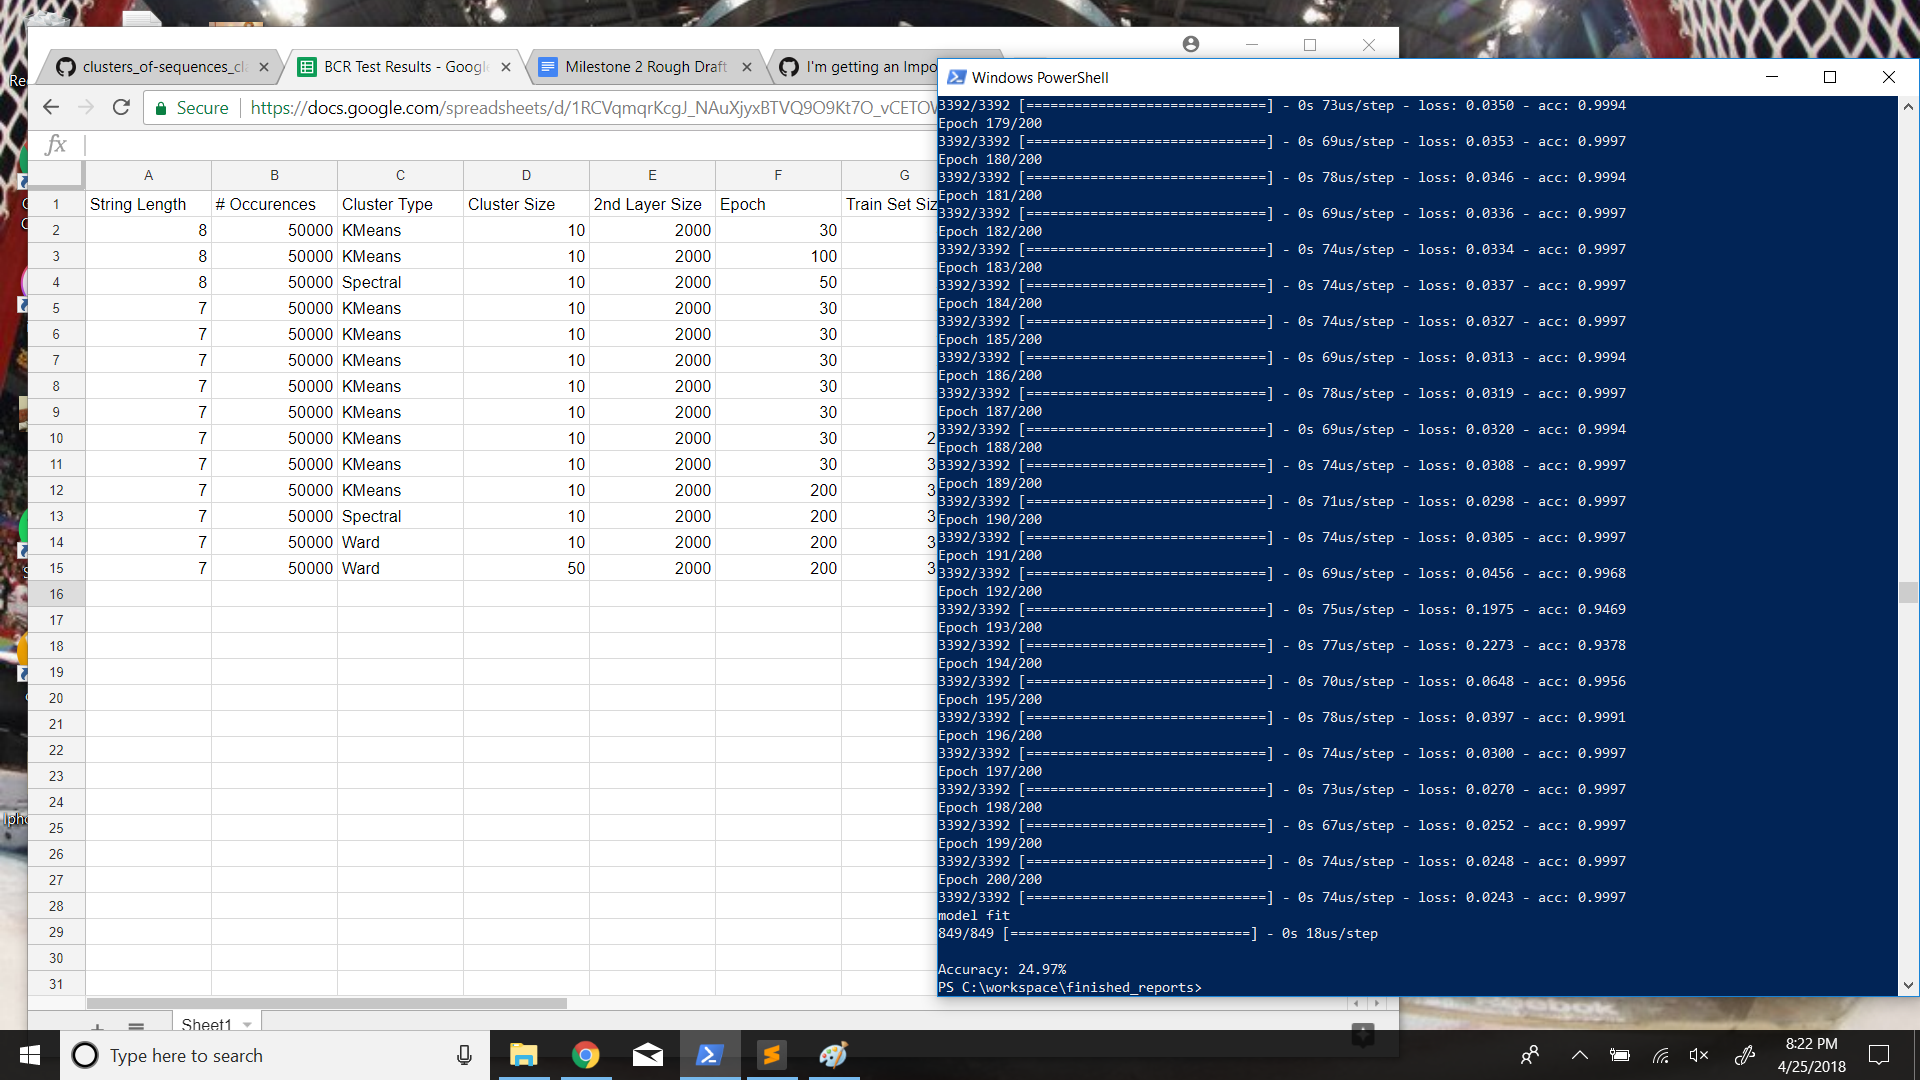 clusters_of-sequences_cl
BCR Test Results - Google
Milestone 2 Rough Draft
I'm getting an Impo
Secure
https://docs.google.com/spreadsheets/d/1RCVqmqrKcgJ_NAuXjyxBTVQ9O9Kt7O_vCETOW
fx
A B C D E F G
1 String Length # Occurences Cluster Type Cluster Size 2nd Layer Size Epoch Train Set Siz
2 8 50000 KMeans 10 2000 30
3 8 50000 KMeans 10 2000 100
4 8 50000 Spectral 10 2000 50
5 7 50000 KMeans 10 2000 30
6 7 50000 KMeans 10 2000 30
7 7 50000 KMeans 10 2000 30
8 7 50000 KMeans 10 2000 30
9 7 50000 KMeans 10 2000 30
10 7 50000 KMeans 10 2000 30 2
11 7 50000 KMeans 10 2000 30 3
12 7 50000 KMeans 10 2000 200 3
13 7 50000 Spectral 10 2000 200 3
14 7 50000 Ward 10 2000 200 3
15 7 50000 Ward 50 2000 200 3
16
17
18
19
20
21
22
23
24
25
26
27
28
29
30
31
Sheet1
Windows PowerShell
3392/3392 [==============================] - 0s 73us/step - loss: 0.0350 - acc: 0.9994
Epoch 179/200
3392/3392 [==============================] - 0s 69us/step - loss: 0.0353 - acc: 0.9997
Epoch 180/200
3392/3392 [==============================] - 0s 78us/step - loss: 0.0346 - acc: 0.9994
Epoch 181/200
3392/3392 [==============================] - 0s 69us/step - loss: 0.0336 - acc: 0.9997
Epoch 182/200
3392/3392 [==============================] - 0s 74us/step - loss: 0.0334 - acc: 0.9997
Epoch 183/200
3392/3392 [==============================] - 0s 74us/step - loss: 0.0337 - acc: 0.9997
Epoch 184/200
3392/3392 [==============================] - 0s 74us/step - loss: 0.0327 - acc: 0.9997
Epoch 185/200
3392/3392 [==============================] - 0s 69us/step - loss: 0.0313 - acc: 0.9994
Epoch 186/200
3392/3392 [==============================] - 0s 78us/step - loss: 0.0319 - acc: 0.9997
Epoch 187/200
3392/3392 [==============================] - 0s 69us/step - loss: 0.0320 - acc: 0.9994
Epoch 188/200
3392/3392 [==============================] - 0s 74us/step - loss: 0.0308 - acc: 0.9997
Epoch 189/200
3392/3392 [==============================] - 0s 71us/step - loss: 0.0298 - acc: 0.9997
Epoch 190/200
3392/3392 [==============================] - 0s 74us/step - loss: 0.0305 - acc: 0.9997
Epoch 191/200
3392/3392 [==============================] - 0s 69us/step - loss: 0.0456 - acc: 0.9968
Epoch 192/200
3392/3392 [==============================] - 0s 75us/step - loss: 0.1975 - acc: 0.9469
Epoch 193/200
3392/3392 [==============================] - 0s 77us/step - loss: 0.2273 - acc: 0.9378
Epoch 194/200
3392/3392 [==============================] - 0s 70us/step - loss: 0.0648 - acc: 0.9956
Epoch 195/200
3392/3392 [==============================] - 0s 78us/step - loss: 0.0397 - acc: 0.9991
Epoch 196/200
3392/3392 [==============================] - 0s 74us/step - loss: 0.0300 - acc: 0.9997
Epoch 197/200
3392/3392 [==============================] - 0s 73us/step - loss: 0.0270 - acc: 0.9997
Epoch 198/200
3392/3392 [==============================] - 0s 67us/step - loss: 0.0252 - acc: 0.9997
Epoch 199/200
3392/3392 [==============================] - 0s 74us/step - loss: 0.0248 - acc: 0.9997
Epoch 200/200
3392/3392 [==============================] - 0s 74us/step - loss: 0.0243 - acc: 0.9997
model fit
849/849 [==============================] - 0s 18us/step
Accuracy: 24.97%
PS C:\workspace\finished_reports>
Type here to search
8:22 PM
4/25/2018